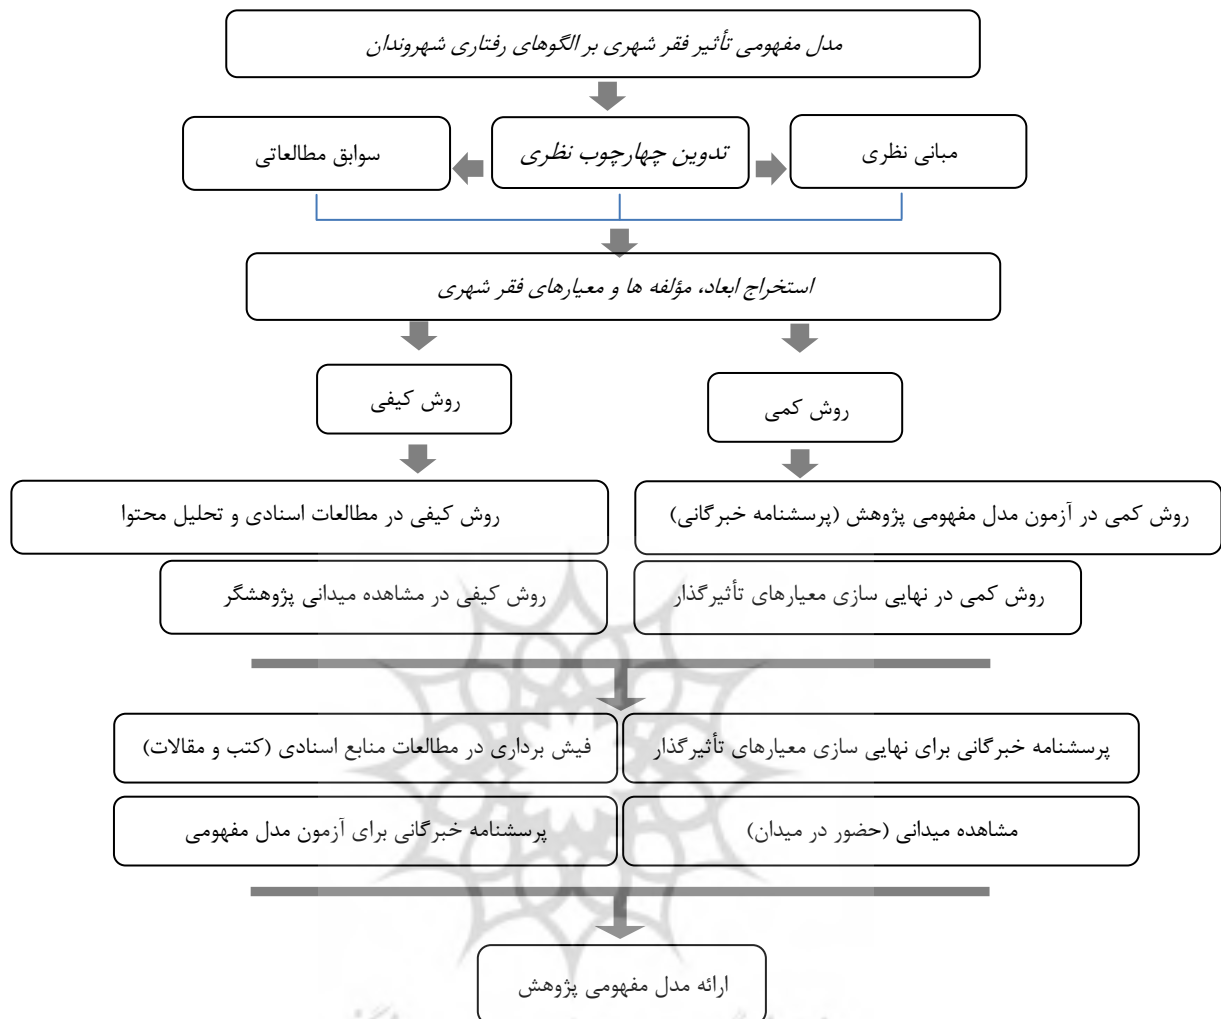 مدل مفهومی تأثیر فقر شهری بر الگوهای رفتاری شهروندان
مبانی نظری
تدوین چهارچوب نظری
سوابق مطالعاتی
استخراج ابعاد، مؤلفه ها و معیارهای فقر شهری
روش کمی
روش کیفی
روش کمی در آزمون مدل مفهومی پژوهش (پرسشنامه خبرگانی)
روش کیفی در مطالعات اسنادی و تحلیل محتوا
روش کمی در نهایی سازی معیارهای تأثیرگذار
روش کیفی در مشاهده میدانی پژوهشگر
پرسشنامه خبرگانی برای نهایی سازی معیارهای تأثیرگذار
فیش برداری در مطالعات منابع اسنادی (کتب و مقالات)
مشاهده میدانی (حضور در میدان)
پرسشنامه خبرگانی برای آزمون مدل مفهومی
ارائه مدل مفهومی پژوهش